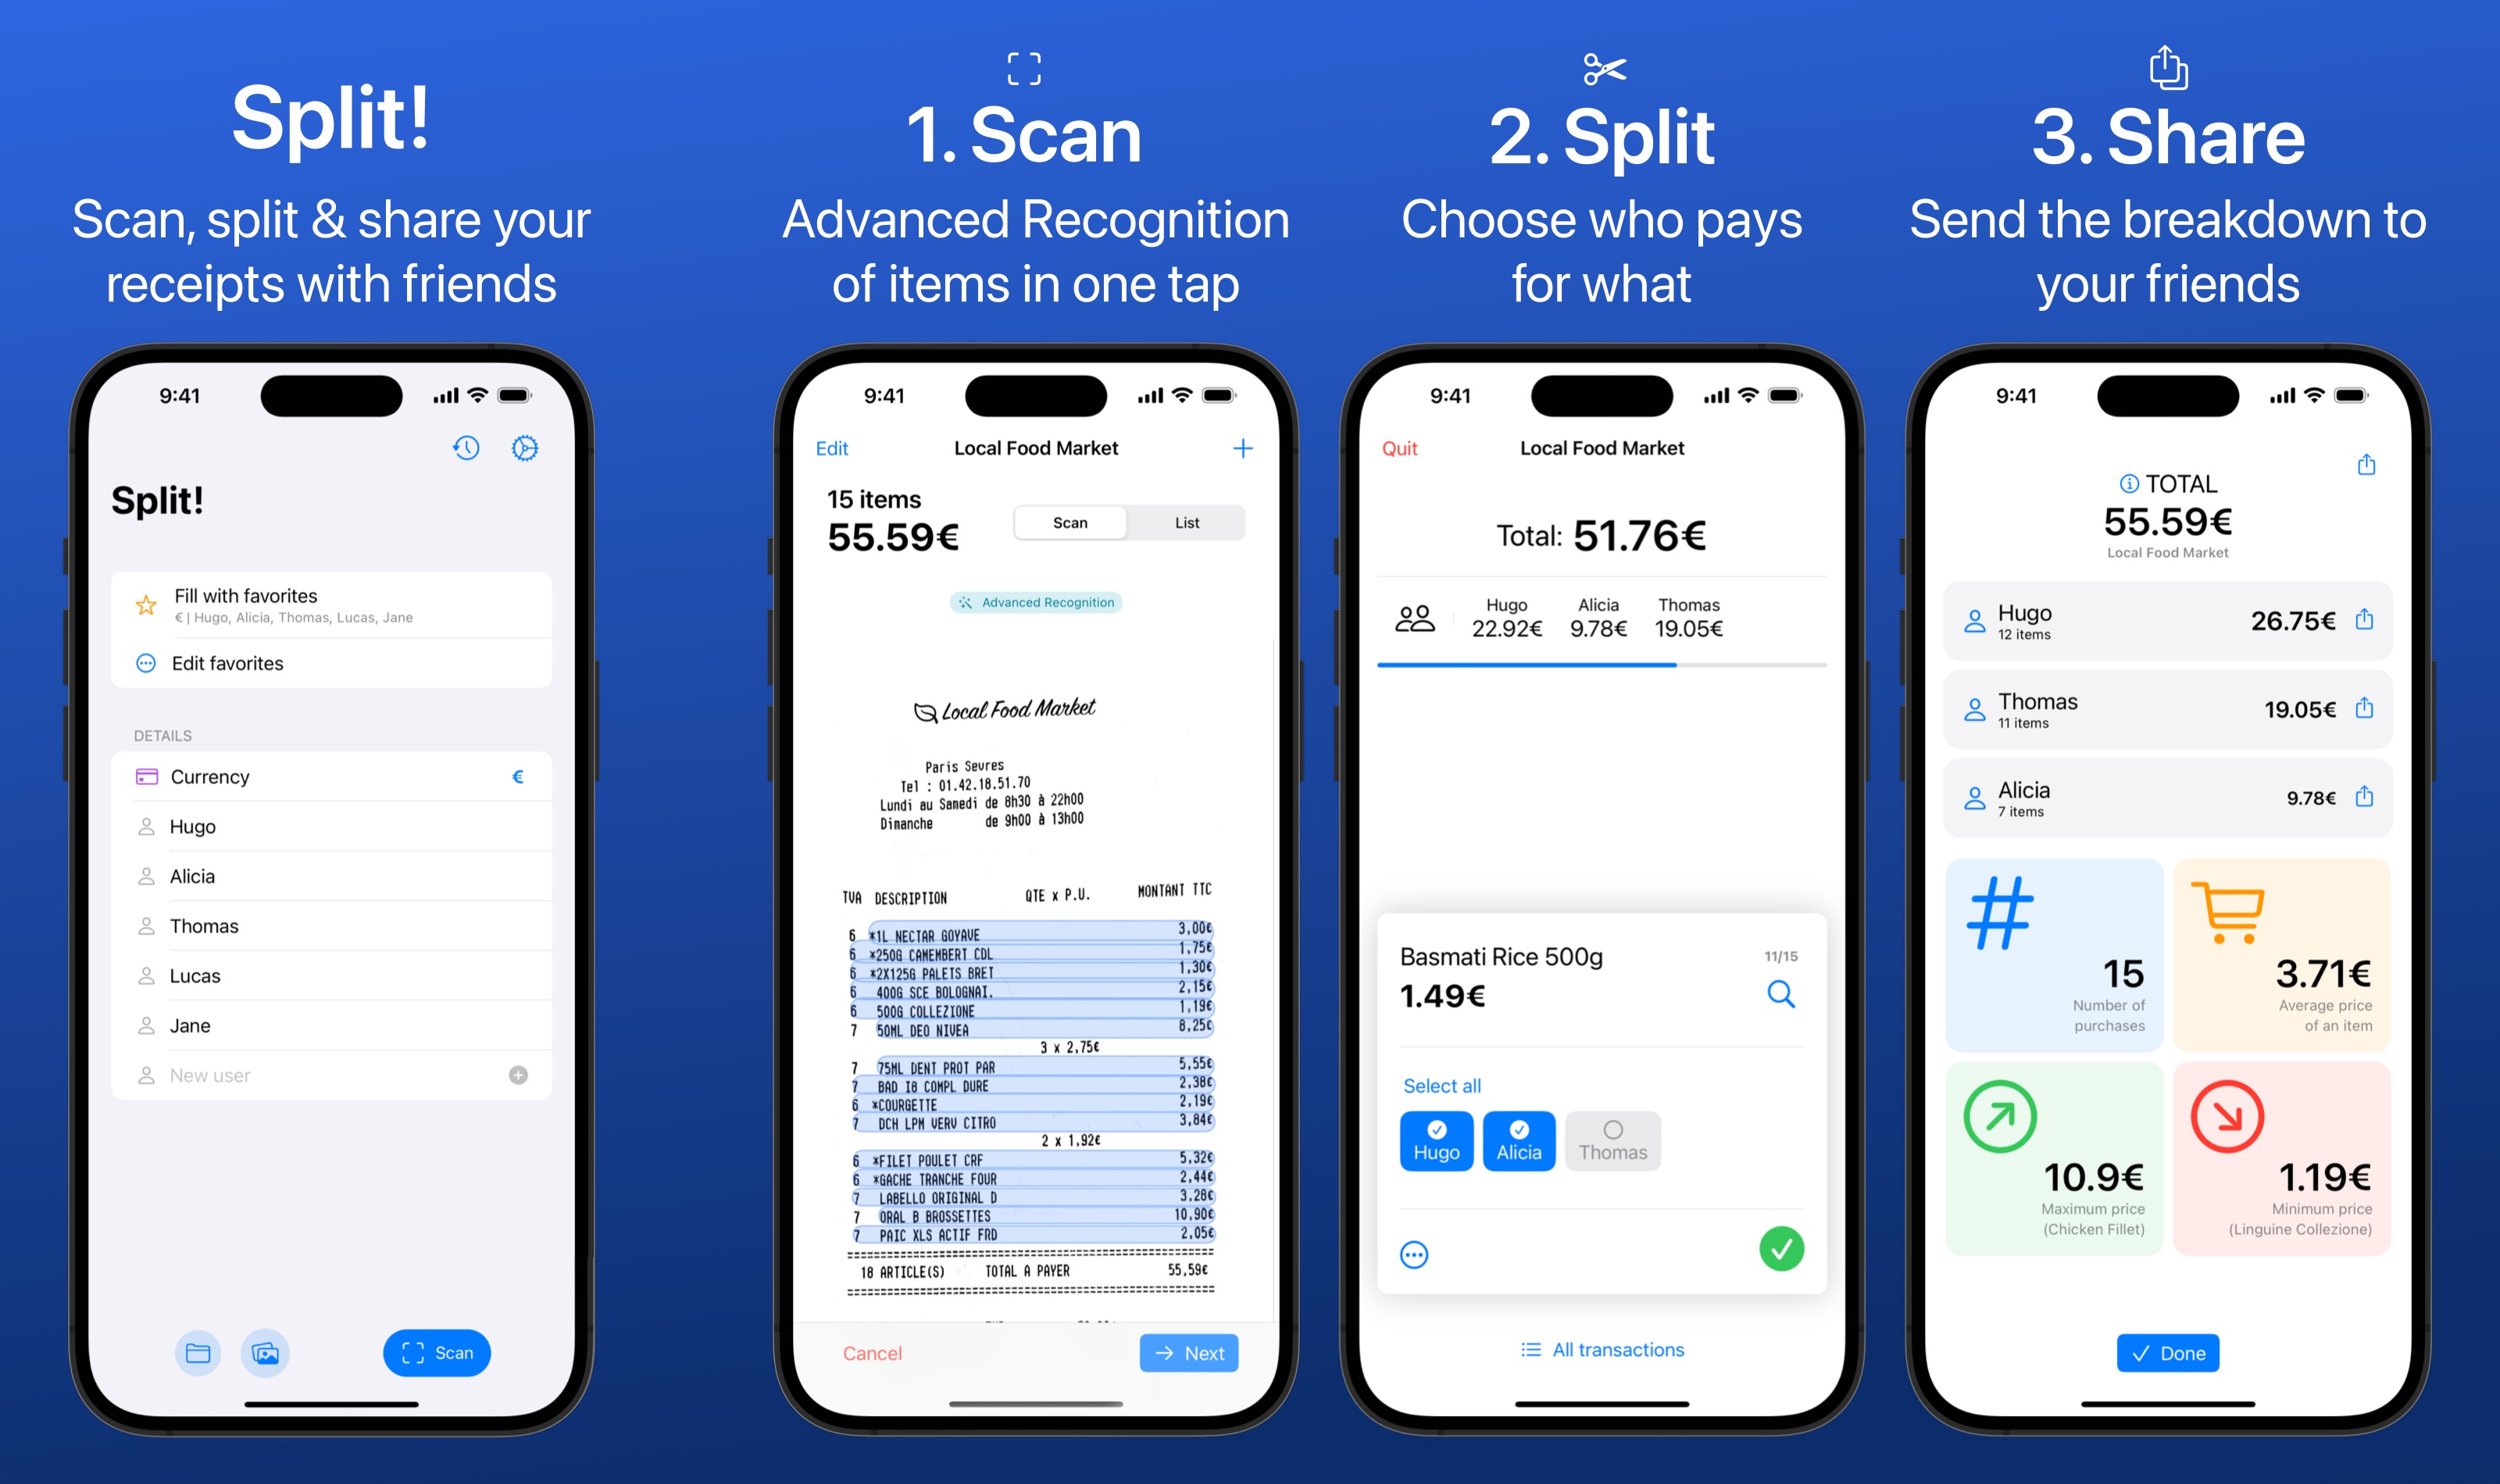 Split!
Scan, split & share your
receipts with friends
9:41
Split!
Fill with favorites
€ | Hugo, Alicia, Thomas, Lucas, Jane
Edit favorites
DETAILS
Currency €
Hugo
Alicia
Thomas
Lucas
Jane
New user
Scan
1. Scan
Advanced Recognition
of items in one tap
9:41
Edit Local Food Market +
15 items
55.59€
Scan List
Advanced Recognition
Local Food Market
Paris Sevres
Tel : 01.42.18.51.70
Lundi au Samedi de 8h30 à 22h00
Dimanche de 9h00 à 13h00
TVA DESCRIPTION QTE x P.U. MONTANT TTC
6 *1L NECTAR GOYAVE 3,00€
6 *250G CAMEMBERT CDL 1,75€
6 *2X125G PALETS BRET 1,30€
6 400G SCE BOLOGNAI. 2,15€
6 500G COLLEZIONE 1,19€
7 50ML DEO NIVEA 8,25€
3 x 2,75€
7 75ML DENT PROT PAR 5,55€
7 BAD I8 COMPL DURE 2,38€
6 *COURGETTE 2,19€
7 DCH LPM VERV CITRO 3,84€
2 x 1,92€
6 *FILET POULET CRF 5,32€
6 *GACHE TRANCHE FOUR 2,44€
7 LABELLO ORIGINAL D 3,28€
7 ORAL B BROSSETTES 10,90€
7 PAIC XLS ACTIF FRD 2,05€
18 ARTICLE(S) TOTAL A PAYER 55,59€
Cancel Next
2. Split
Choose who pays
for what
9:41
Quit Local Food Market
Total: 51.76€
Hugo Alicia Thomas
22.92€ 9.78€ 19.05€
Basmati Rice 500g 11/15
1.49€
Select all
Hugo Alicia Thomas
All transactions
3. Share
Send the breakdown to
your friends
9:41
TOTAL
55.59€
Local Food Market
Hugo 26.75€
12 items
Thomas 19.05€
11 items
Alicia 9.78€
7 items
15
Number of
purchases
3.71€
Average price
of an item
10.9€
Maximum price
(Chicken Fillet)
1.19€
Minimum price
(Linguine Collezione)
Done